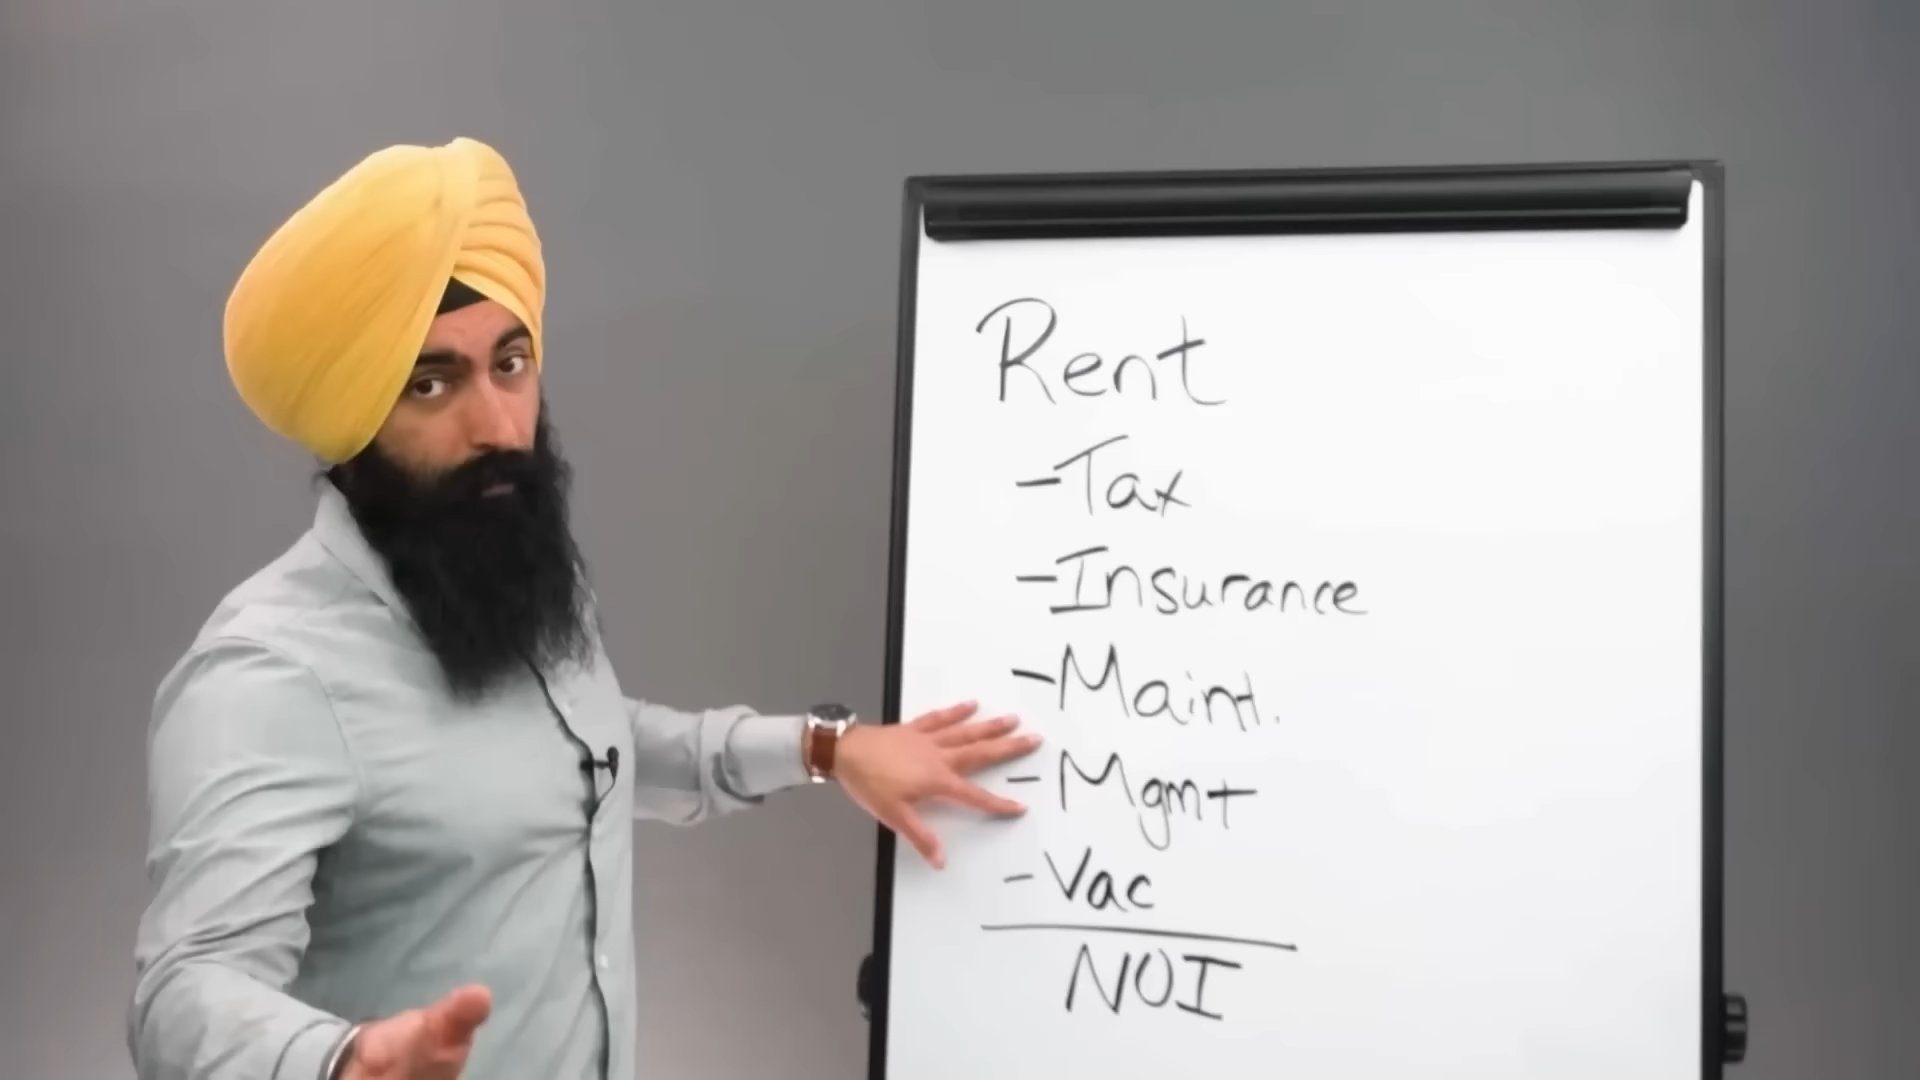 Rent
-Tax
-Insurance
-Maint.
-Mgmt
-Vac
NOI